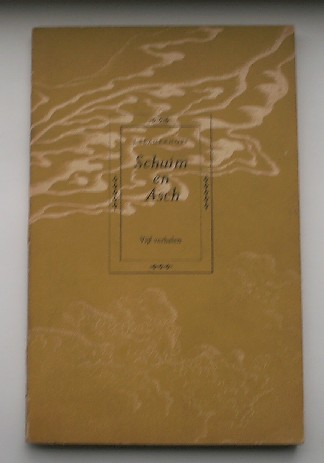 Schuim
en
Asch
Vijf verhalen